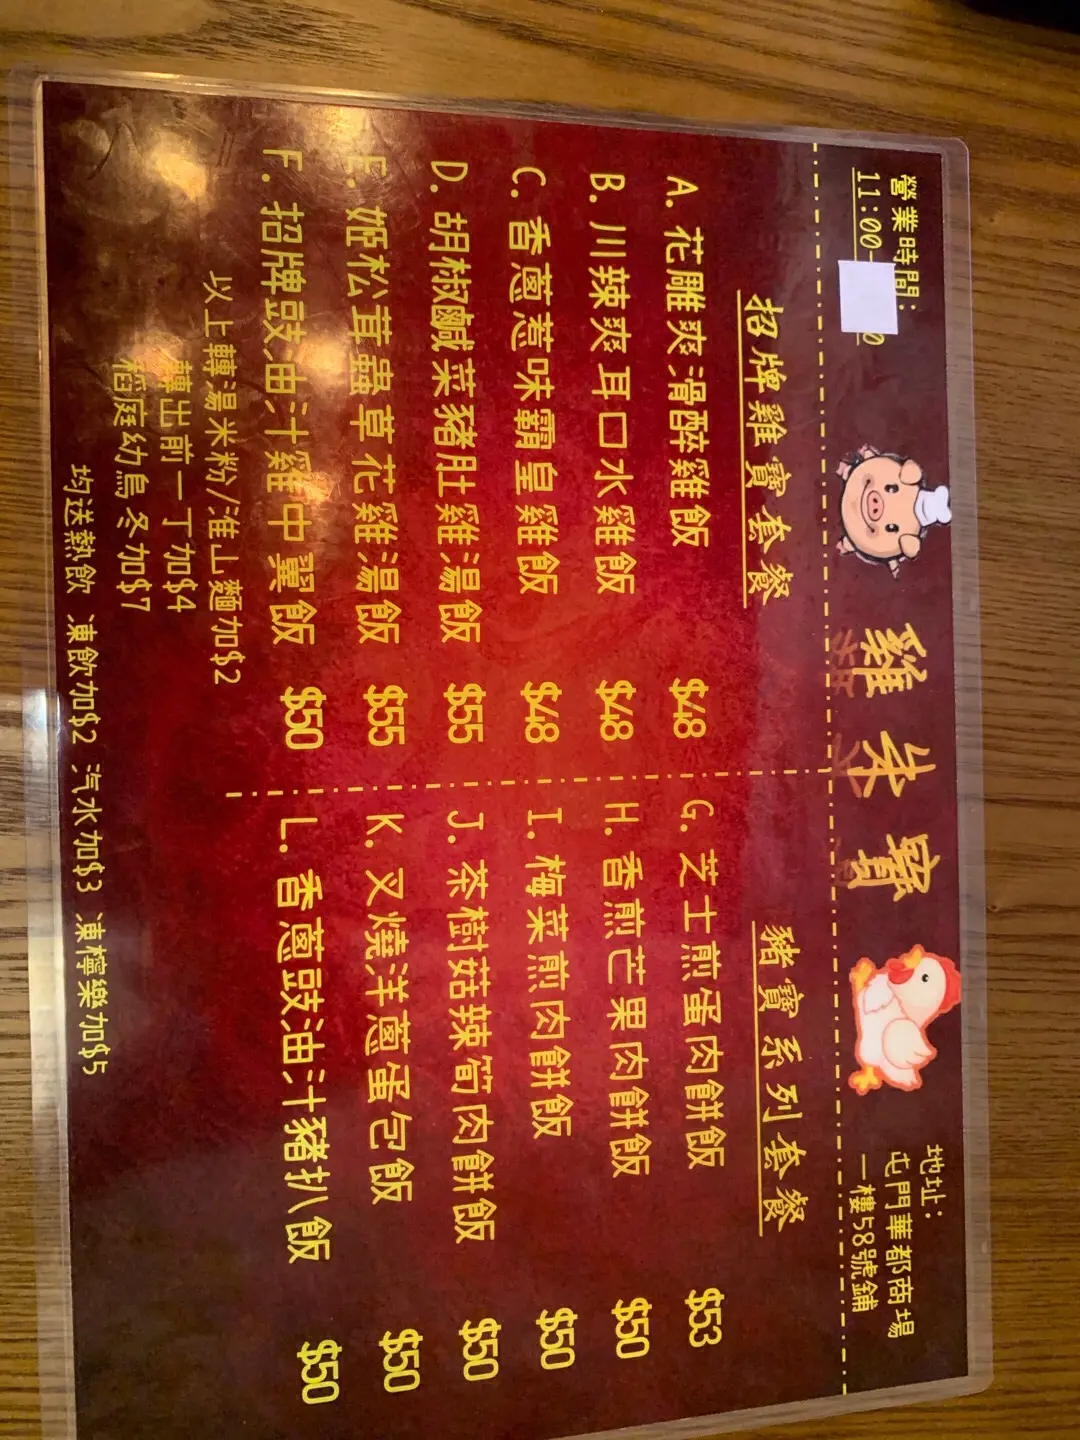 營業時間:
11:00-
0
雞朱寶
地址:
屯門華都商場
一樓58號鋪
招牌雞寶套餐
A. 花雕爽滑醉雞飯 $48
B. 川辣爽耳口水雞飯 $48
C. 香蔥惹味霸皇雞飯 $48
D. 胡椒鹹菜豬肚雞湯飯 $55
E. 姬松茸蟲草花雞湯飯 $55
F. 招牌豉油汁雞中翼飯 $50
以上轉湯米粉/淮山麵加$2
轉出前一丁加$4
稻庭幼烏冬加$7
豬寶系列套餐
G. 芝士煎蛋肉餅飯 $53
H. 香煎芒果肉餅飯 $50
I. 梅菜煎肉餅飯 $50
J. 茶樹菇辣筍肉餅飯 $50
K. 叉燒洋蔥蛋包飯 $50
L. 香蔥豉油汁豬扒飯 $50
均送熱飲 凍飲加$2 汽水加$3 凍檸樂加$5